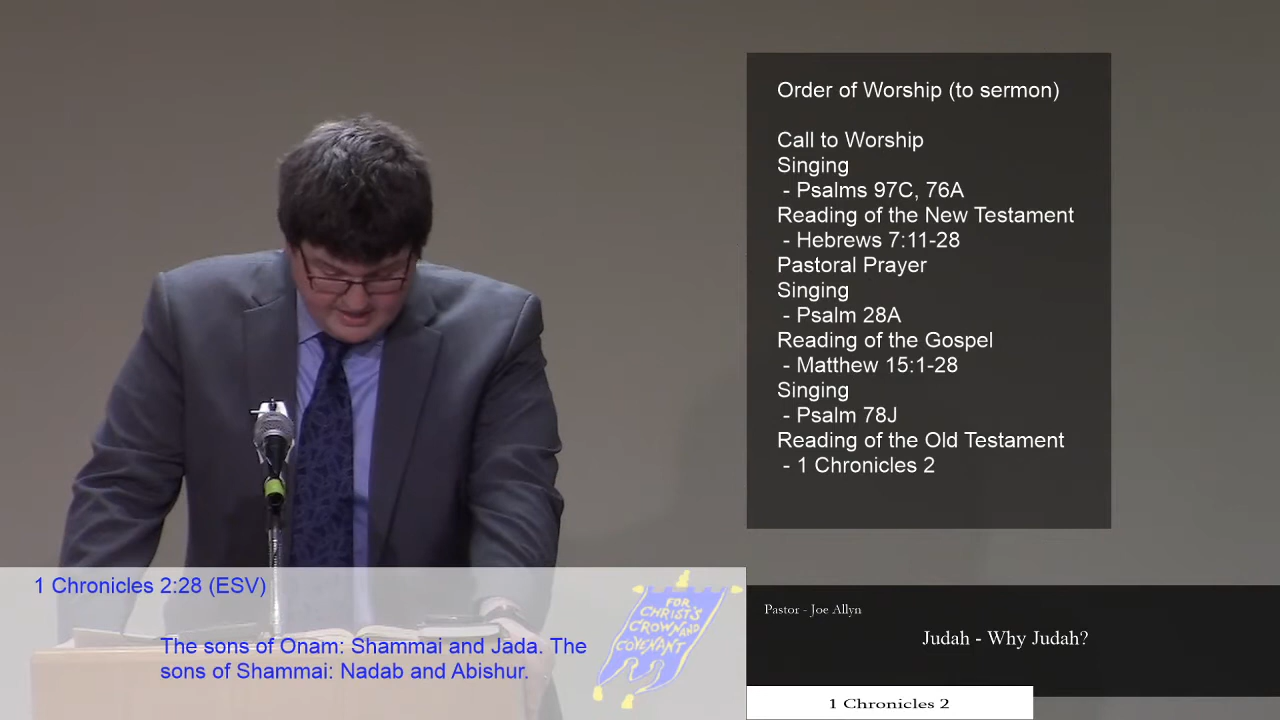 Order of Worship (to sermon)
Call to Worship
Singing
- Psalms 97C, 76A
Reading of the New Testament
- Hebrews 7:11-28
Pastoral Prayer
Singing
- Psalm 28A
Reading of the Gospel
- Matthew 15:1-28
Singing
- Psalm 78J
Reading of the Old Testament
- 1 Chronicles 2
1 Chronicles 2:28 (ESV)
The sons of Onam: Shammai and Jada. The
sons of Shammai: Nadab and Abishur.
FOR
CHRIST'S
CROWN AND
COVENANT
Pastor - Joe Allyn
Judah - Why Judah?
1 Chronicles 2